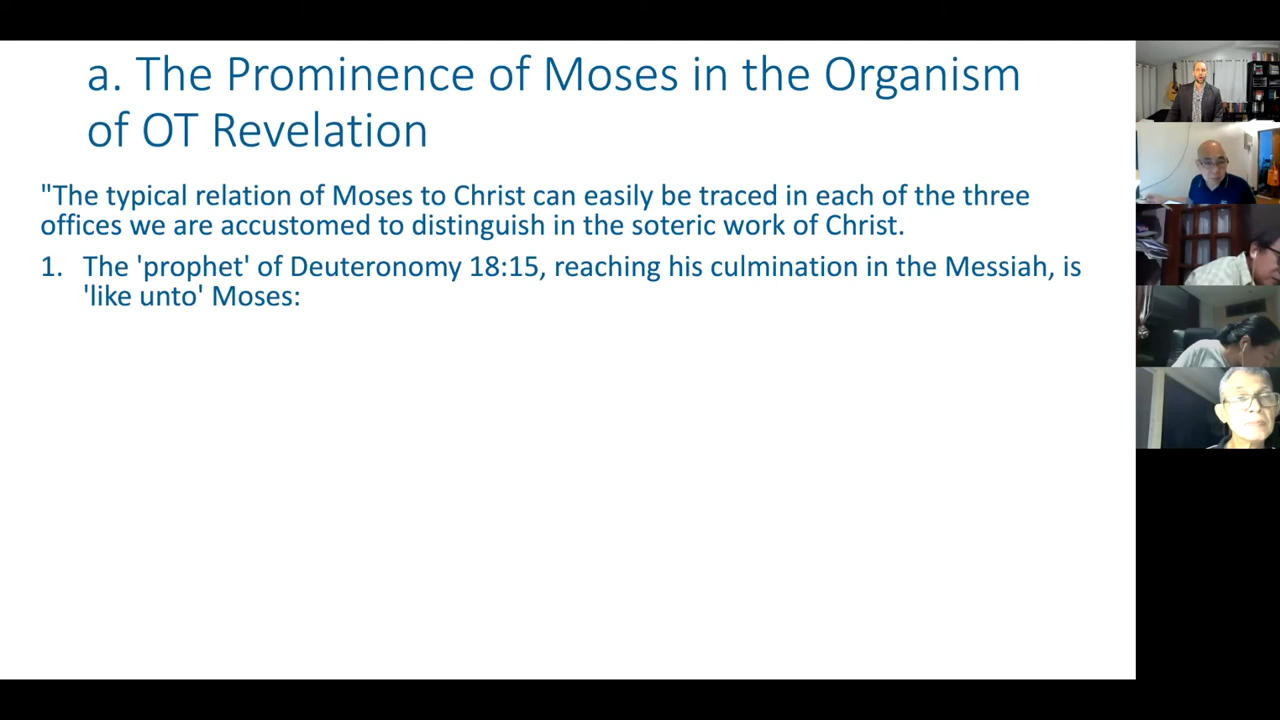 a. The Prominence of Moses in the Organism
of OT Revelation
"The typical relation of Moses to Christ can easily be traced in each of the three
offices we are accustomed to distinguish in the soteric work of Christ.
1. The 'prophet' of Deuteronomy 18:15, reaching his culmination in the Messiah, is
'like unto' Moses: